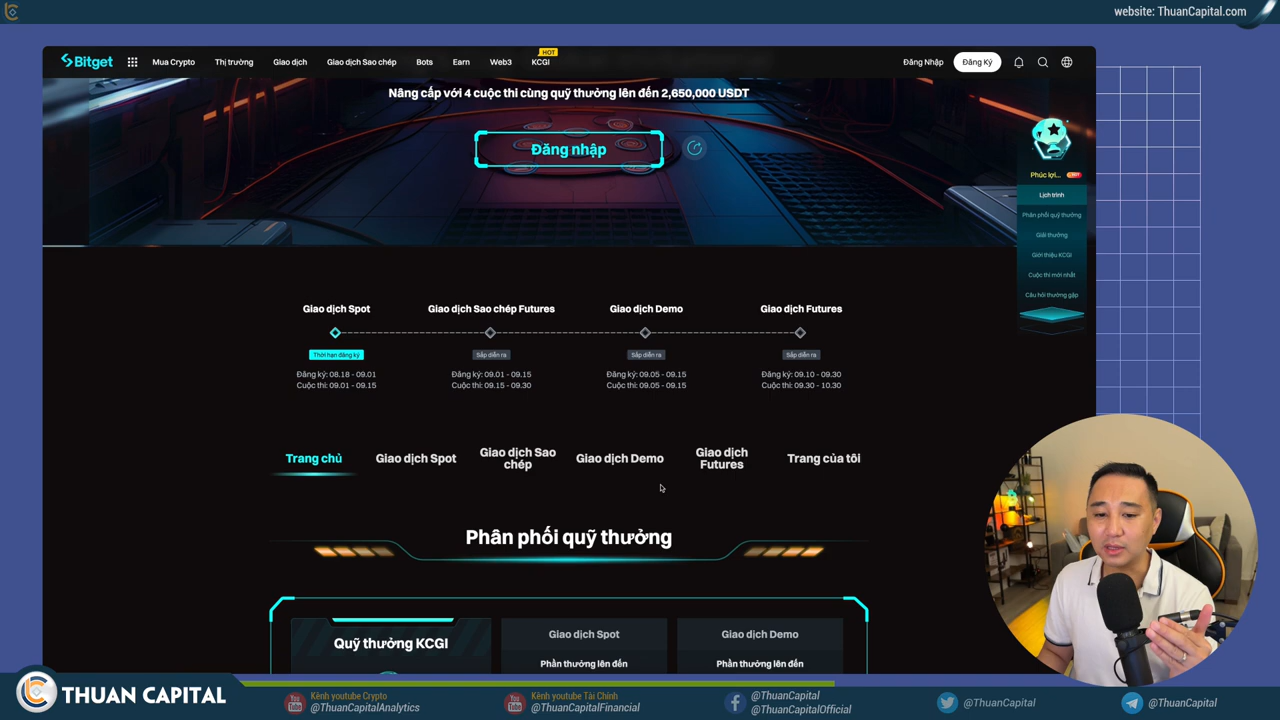 website: ThuanCapital.com
Bitget
Mua Crypto
Thị trường
Giao dịch
Giao dịch Sao chép
Bots
Earn
Web3
HOT
KCGI
Đăng Nhập
Đăng Ký
Nâng cấp với 4 cuộc thi cùng quỹ thưởng lên đến 2,650,000 USDT
Đăng nhập
Phúc lợi...
HOT
Lịch trình
Phân phối quỹ thưởng
Giải thưởng
Giới thiệu KCGI
Cuộc thi mới nhất
Câu hỏi thường gặp
Giao dịch Spot
Giao dịch Sao chép Futures
Giao dịch Demo
Giao dịch Futures
Thời hạn đăng ký
Sắp diễn ra
Sắp diễn ra
Sắp diễn ra
Đăng ký: 08.18 - 09.01
Cuộc thi: 09.01 - 09.15
Đăng ký: 09.01 - 09.15
Cuộc thi: 09.15 - 09.30
Đăng ký: 09.05 - 09.15
Cuộc thi: 09.05 - 09.15
Đăng ký: 09.10 - 09.30
Cuộc thi: 09.30 - 10.30
Trang chủ
Giao dịch Spot
Giao dịch Sao
chép
Giao dịch Demo
Giao dịch
Futures
Trang của tôi
Phân phối quỹ thưởng
Quỹ thưởng KCGI
Giao dịch Spot
Phần thưởng lên đến
Giao dịch Demo
Phần thưởng lên đến
THUAN CAPITAL
You Tube
Kênh youtube Crypto
@ThuanCapitalAnalytics
You Tube
Kênh youtube Tài Chính
@ThuanCapitalFinancial
@ThuanCapital
@ThuanCapitalOfficial
@ThuanCapital
@ThuanCapital